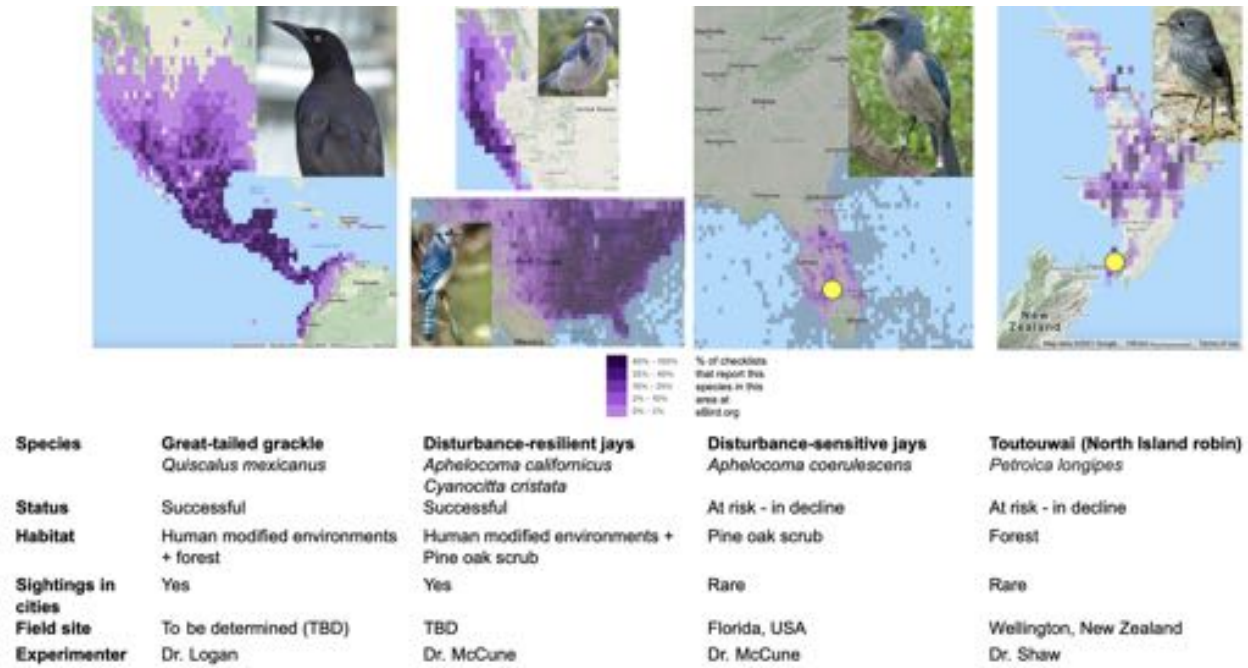 New
Zealand
% of checklists
that report this
species in this
area at
eBird.org
Species Great-tailed grackle Disturbance-resilient jays Disturbance-sensitive jays Toutouwai (North Island robin)
Quiscalus mexicanus Aphelocoma californicus Aphelocoma coerulescens Petroica longipes
Cyanocitta cristata
Status Successful Successful At risk - in decline At risk - in decline
Habitat Human modified environments Human modified environments + Pine oak scrub Forest
+ forest Pine oak scrub
Sightings in Yes Yes Rare Rare
cities
Field site To be determined (TBD) TBD Florida, USA Wellington, New Zealand
Experimenter Dr. Logan Dr. McCune Dr. McCune Dr. Shaw